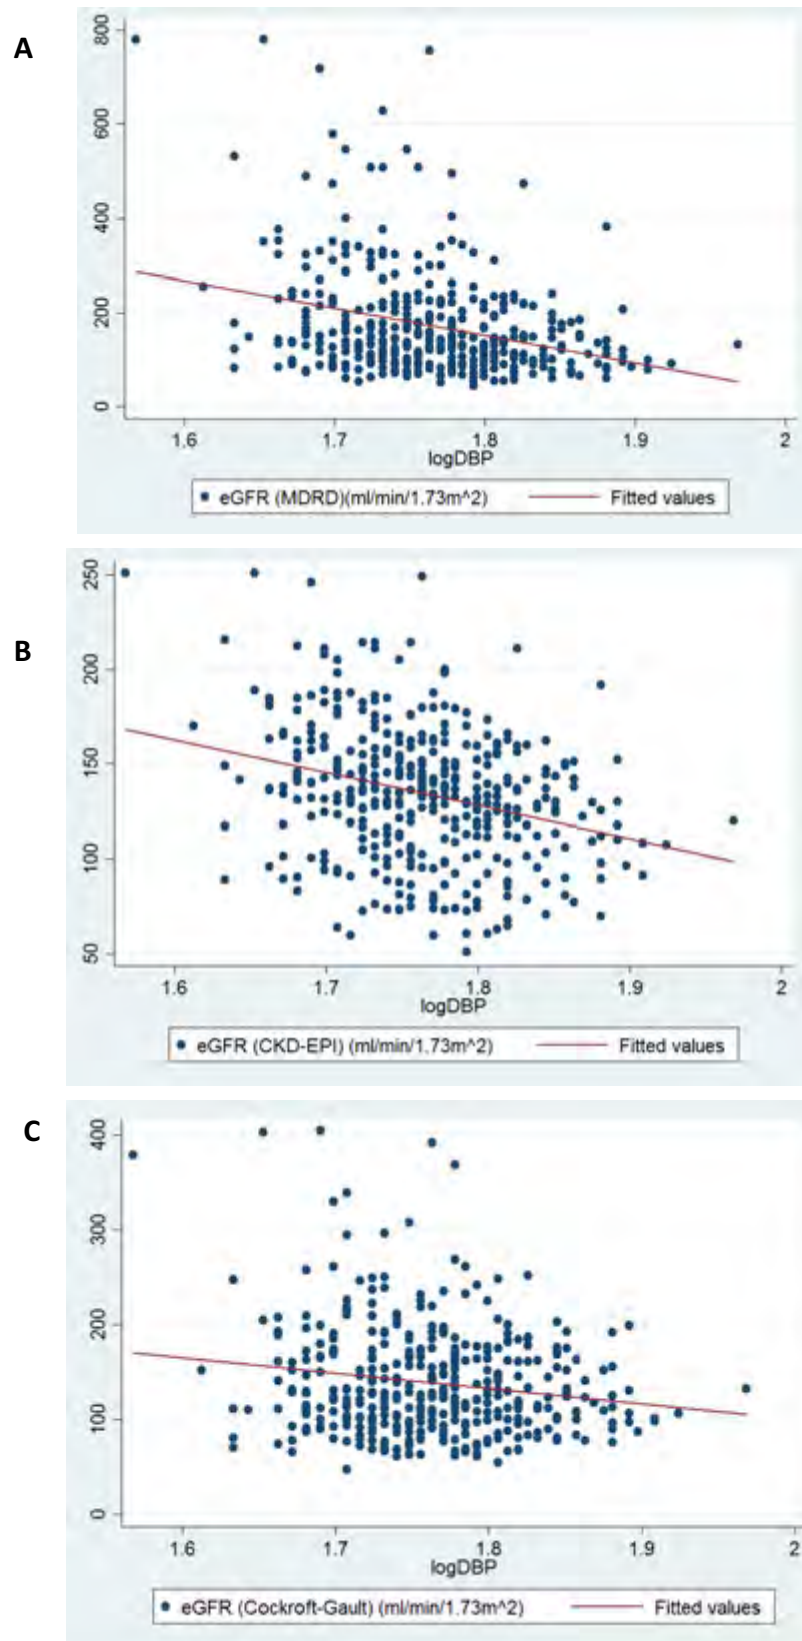 A
800
600
400
200
0
1.6 1.7 1.8 1.9 2
logDBP
eGFR (MDRD)(ml/min/1.73m^2) Fitted values
B
250
200
150
100
50
1.6 1.7 1.8 1.9 2
logDBP
eGFR (CKD-EPI) (ml/min/1.73m^2) Fitted values
C
400
300
200
100
0
1.6 1.7 1.8 1.9 2
logDBP
eGFR (Cockroft-Gault) (ml/min/1.73m^2) Fitted values